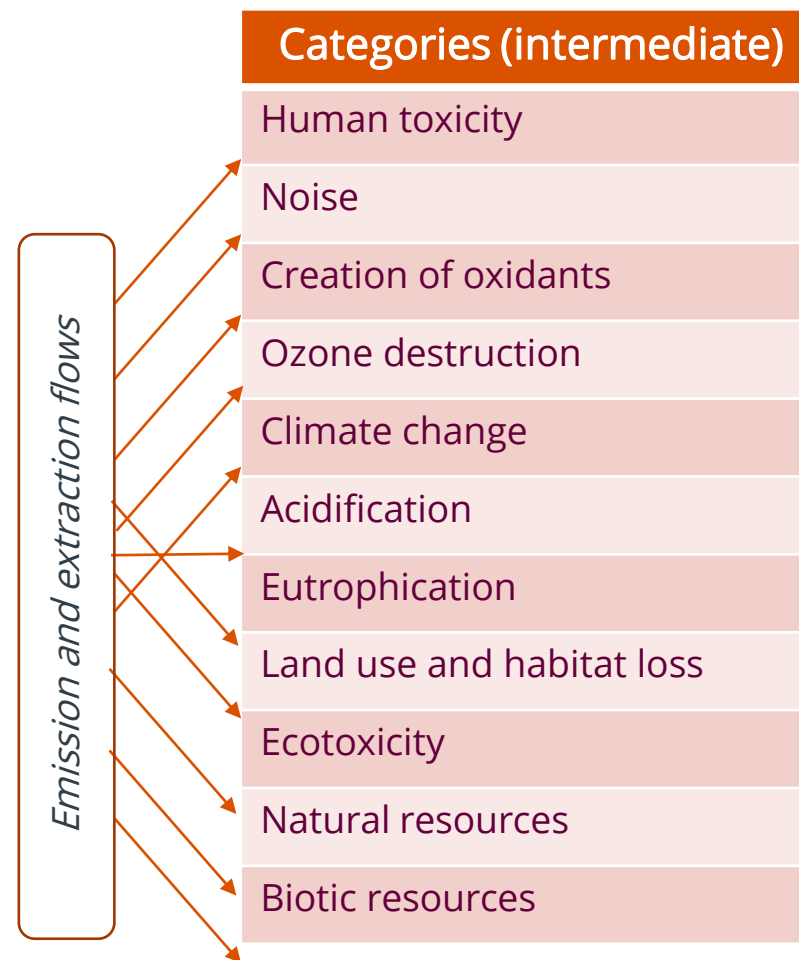 Categories (intermediate)
Human toxicity
Noise
Creation of oxidants
Ozone destruction
Climate change
Acidification
Eutrophication
Land use and habitat loss
Ecotoxicity
Natural resources
Biotic resources
Emission and extraction flows